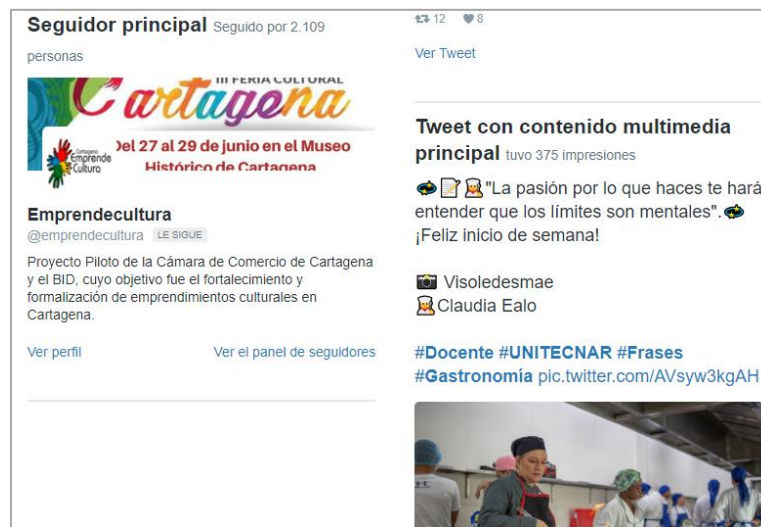 Seguidor principal Seguido por 2.109
personas
III FERIA CULTURAL
Cartagena
Del 27 al 29 de junio en el Museo
Histórico de Cartagena
Cartagena
Emprende
Cultura
Emprendecultura
@emprendecultura LE SIGUE
Proyecto Piloto de la Cámara de Comercio de Cartagena
y el BID, cuyo objetivo fue el fortalecimiento y
formalización de emprendimientos culturales en
Cartagena.
Ver perfil Ver el panel de seguidores
12 8
Ver Tweet
Tweet con contenido multimedia
principal tuvo 375 impresiones
"La pasión por lo que haces te hará
entender que los límites son mentales".
¡Feliz inicio de semana!
Visoledesmae
Claudia Ealo
#Docente #UNITECNAR #Frases
#Gastronomía pic.twitter.com/AVsyw3kgAH